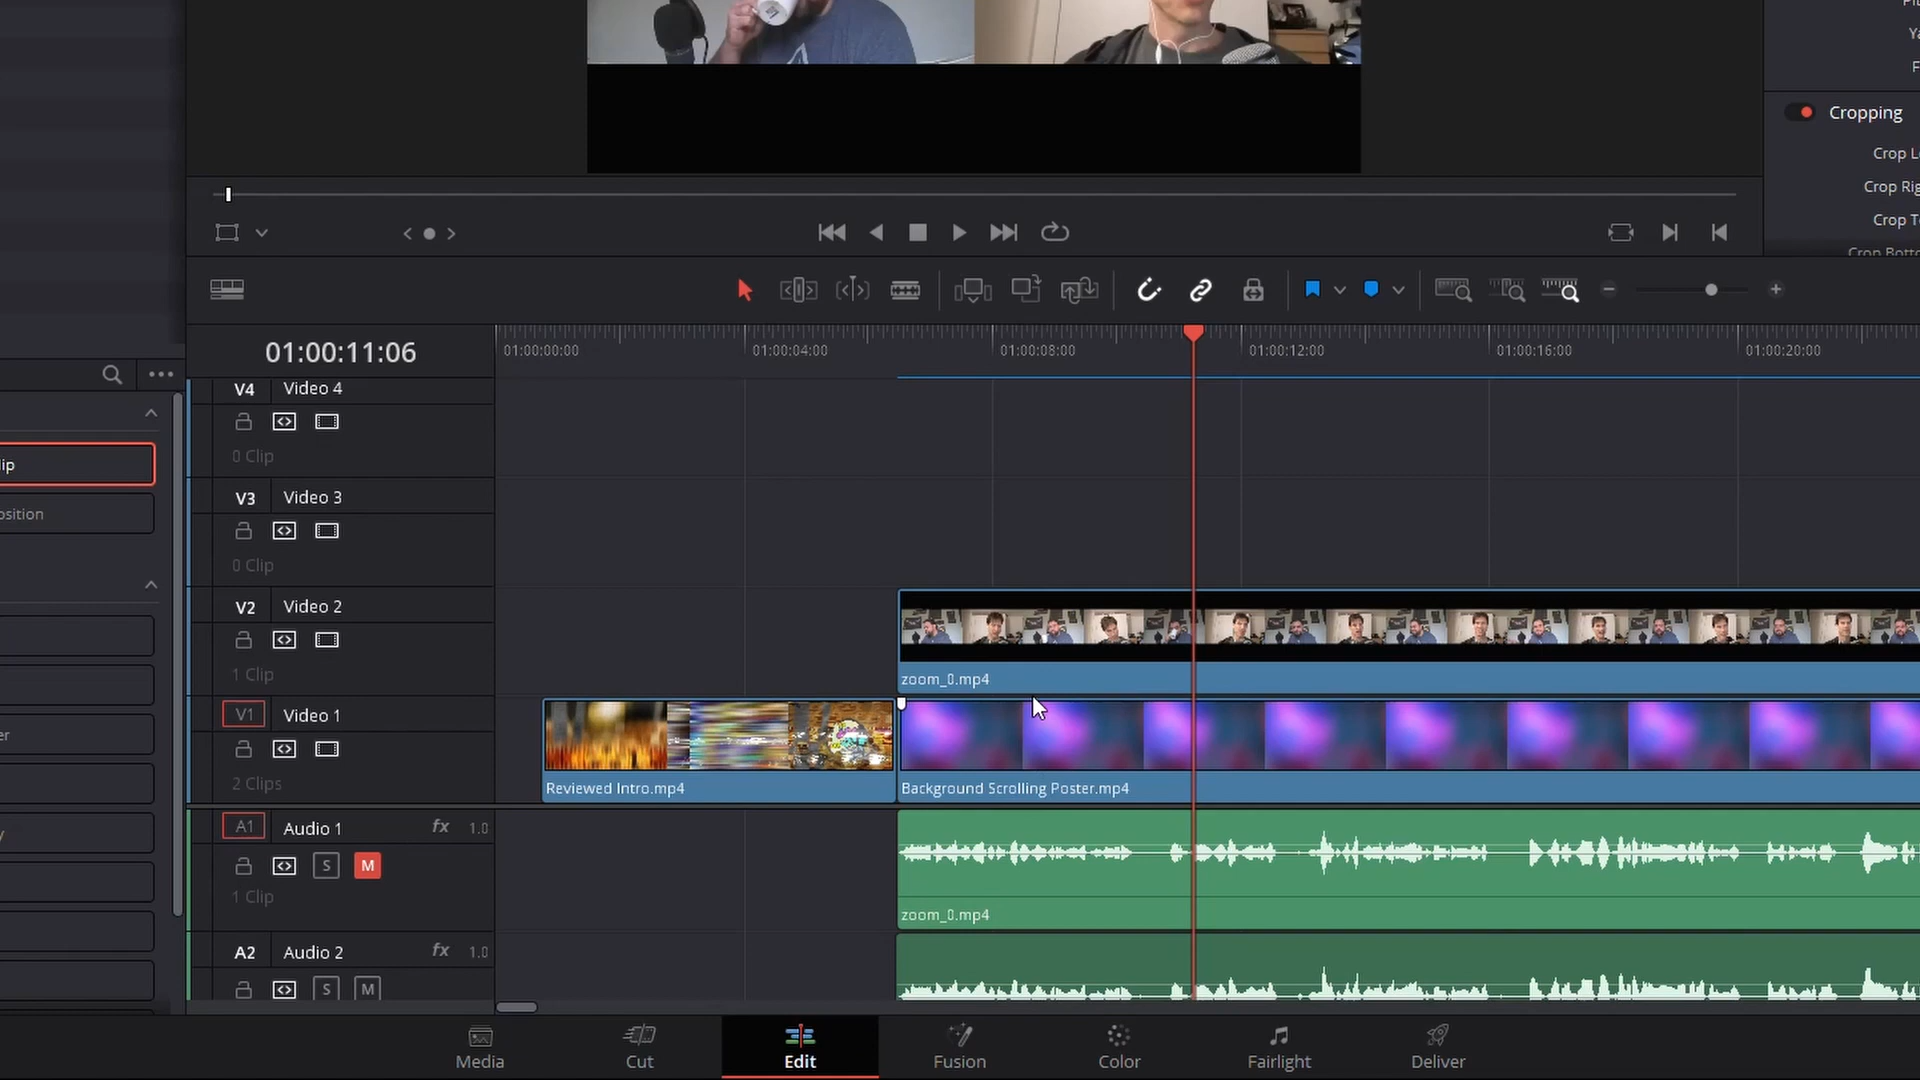 Cropping
Crop L
Crop Rig
Crop T
Crop Botto
01:00:11:06
01:00:00:00
01:00:04:00
01:00:08:00
01:00:12:00
01:00:16:00
01:00:20:00
V4 Video 4
0 Clip
V3 Video 3
0 Clip
V2 Video 2
1 Clip
zoom_0.mp4
V1 Video 1
2 Clips
Reviewed Intro.mp4
Background Scrolling Poster.mp4
A1 Audio 1 fx 1.0
S M
1 Clip
zoom_0.mp4
A2 Audio 2 fx 1.0
S M
lip
osition
er
Media
Cut
Edit
Fusion
Color
Fairlight
Deliver